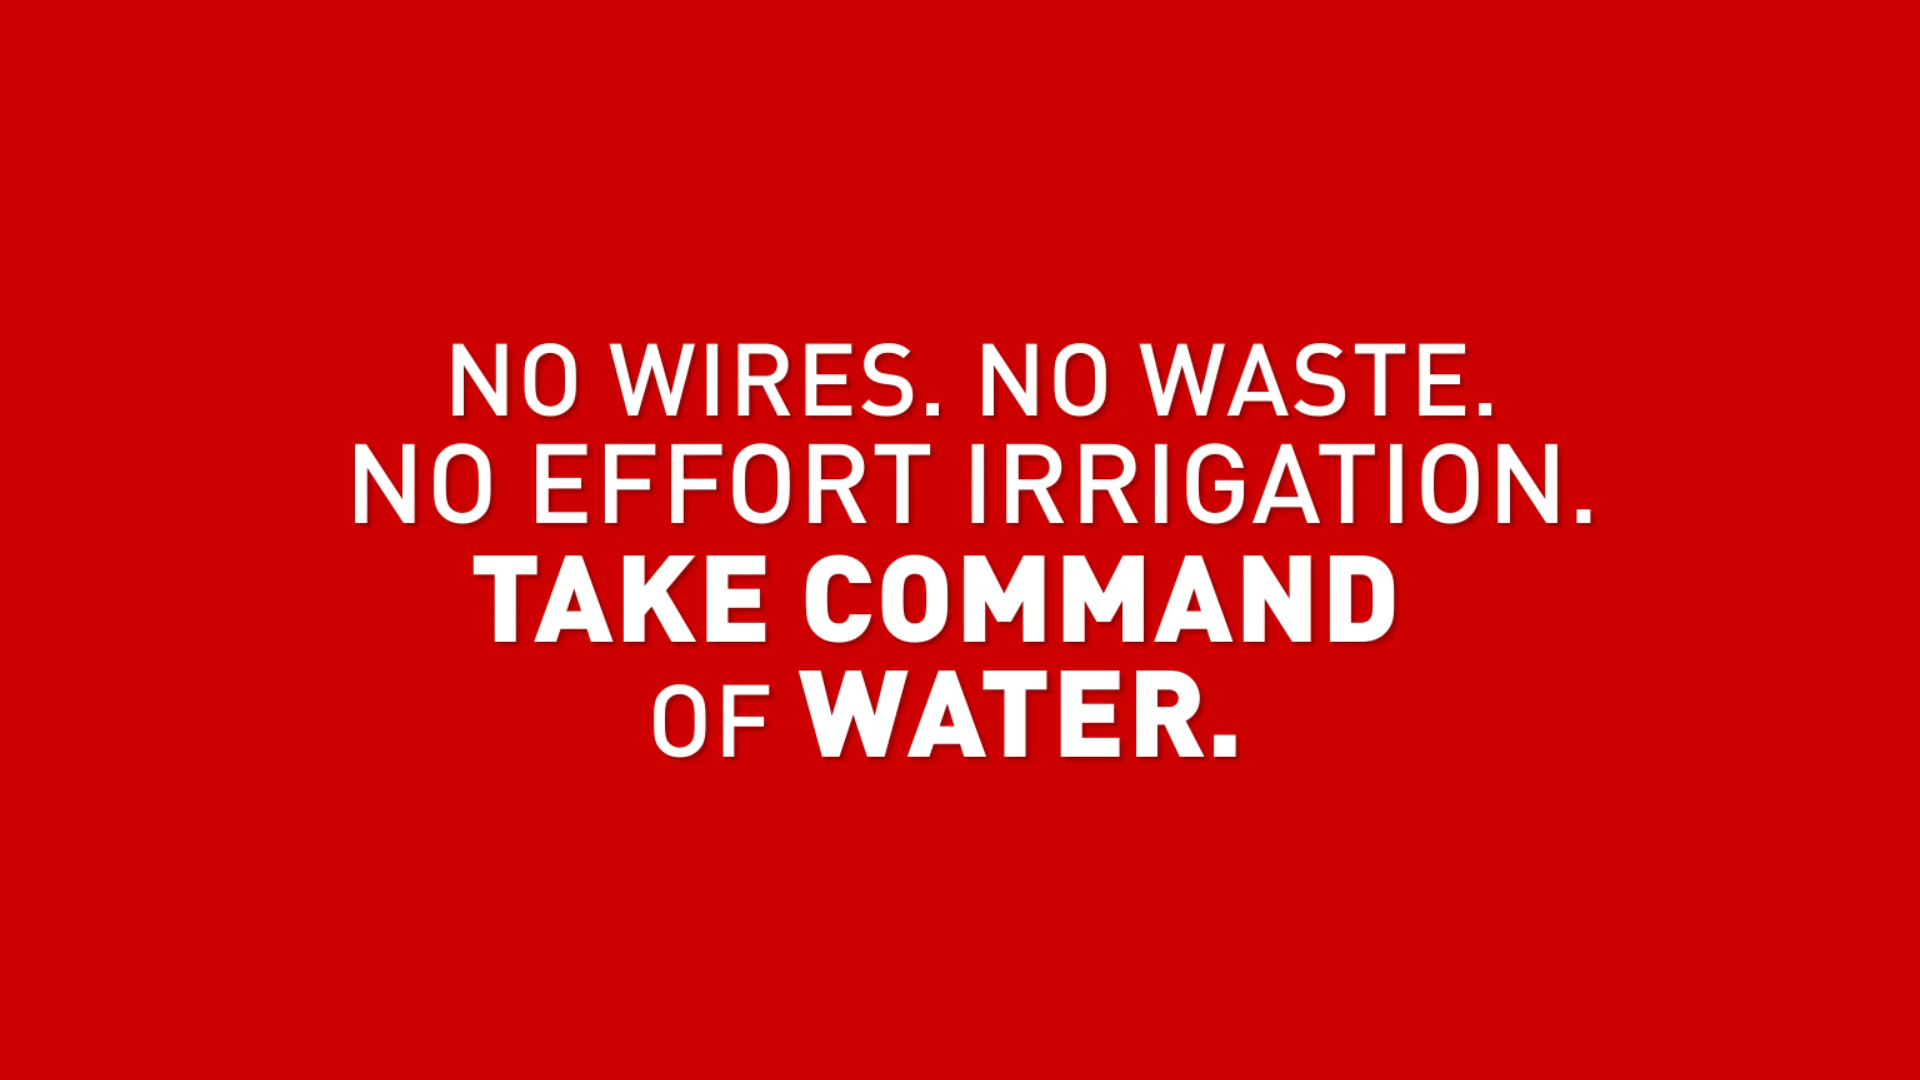 NO WIRES. NO WASTE.
NO EFFORT IRRIGATION.
TAKE COMMAND
OF WATER.